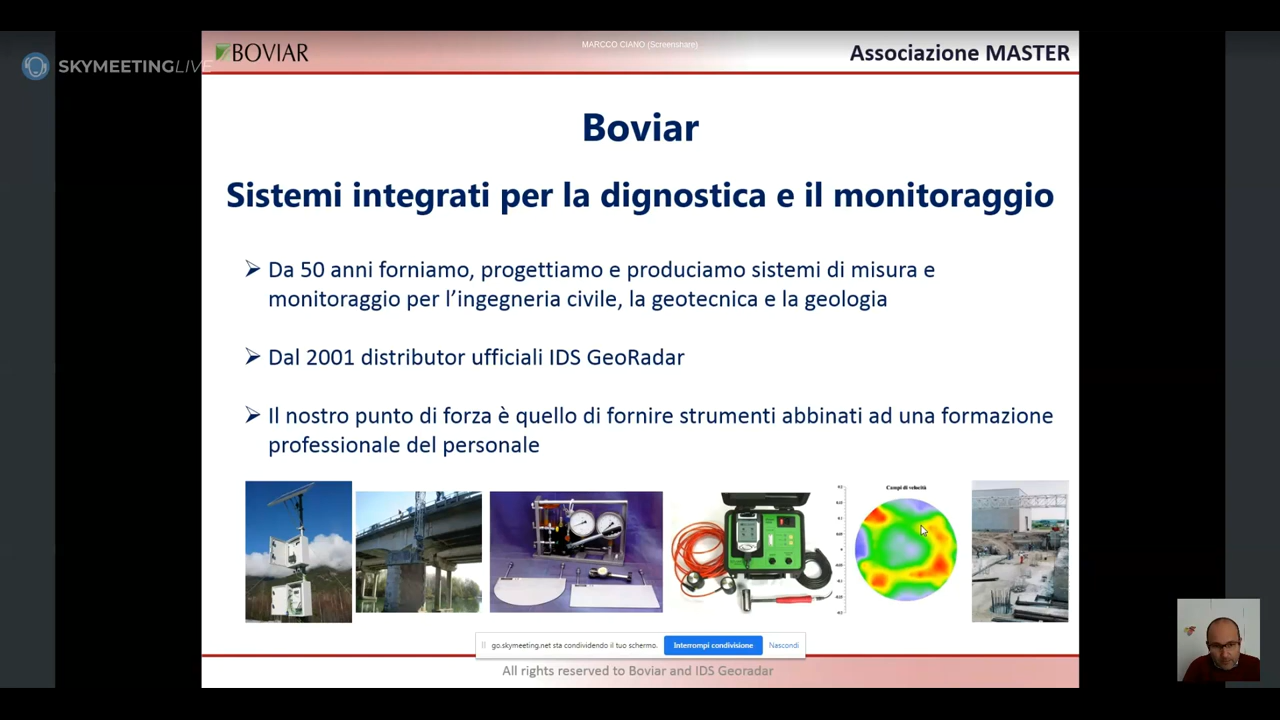 SKYMEETINGLIVE
BOVIAR
MARCCO CIANO (Screenshare)
Associazione MASTER
Boviar
Sistemi integrati per la dignostica e il monitoraggio
Da 50 anni forniamo, progettiamo e produciamo sistemi di misura e
monitoraggio per l'ingegneria civile, la geotecnica e la geologia
Dal 2001 distributor ufficiali IDS GeoRadar
Il nostro punto di forza è quello di fornire strumenti abbinati ad una formazione
professionale del personale
Campi di velocità
go.skymeeting.net sta condividendo il tuo schermo.
Interrompi condivisione
Nascondi
All rights reserved to Boviar and IDS Georadar